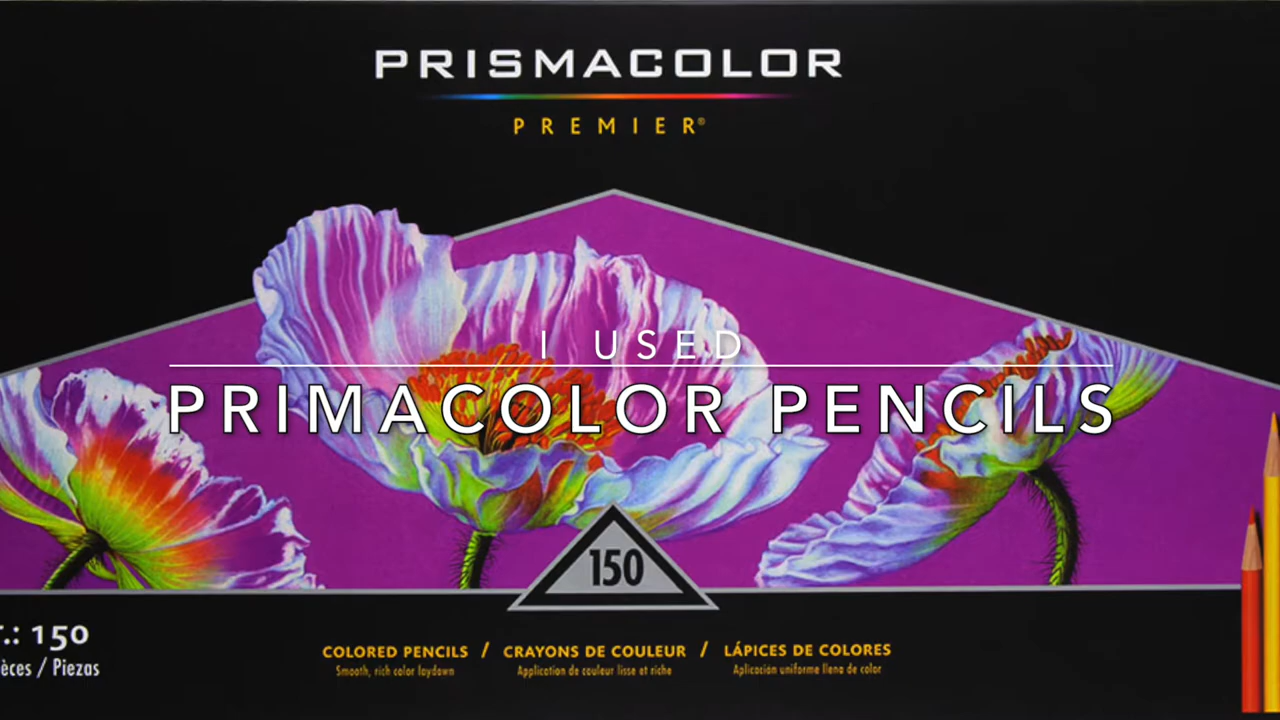 PRISMACOLOR
PREMIER®
I USED
PRIMACOLOR PENCILS
150
.: 150
èces / Piezas
COLORED PENCILS / CRAYONS DE COULEUR / LÁPICES DE COLORES
Smooth, rich color laydown Application de couleur lisse et riche Aplicación uniforme llena de color